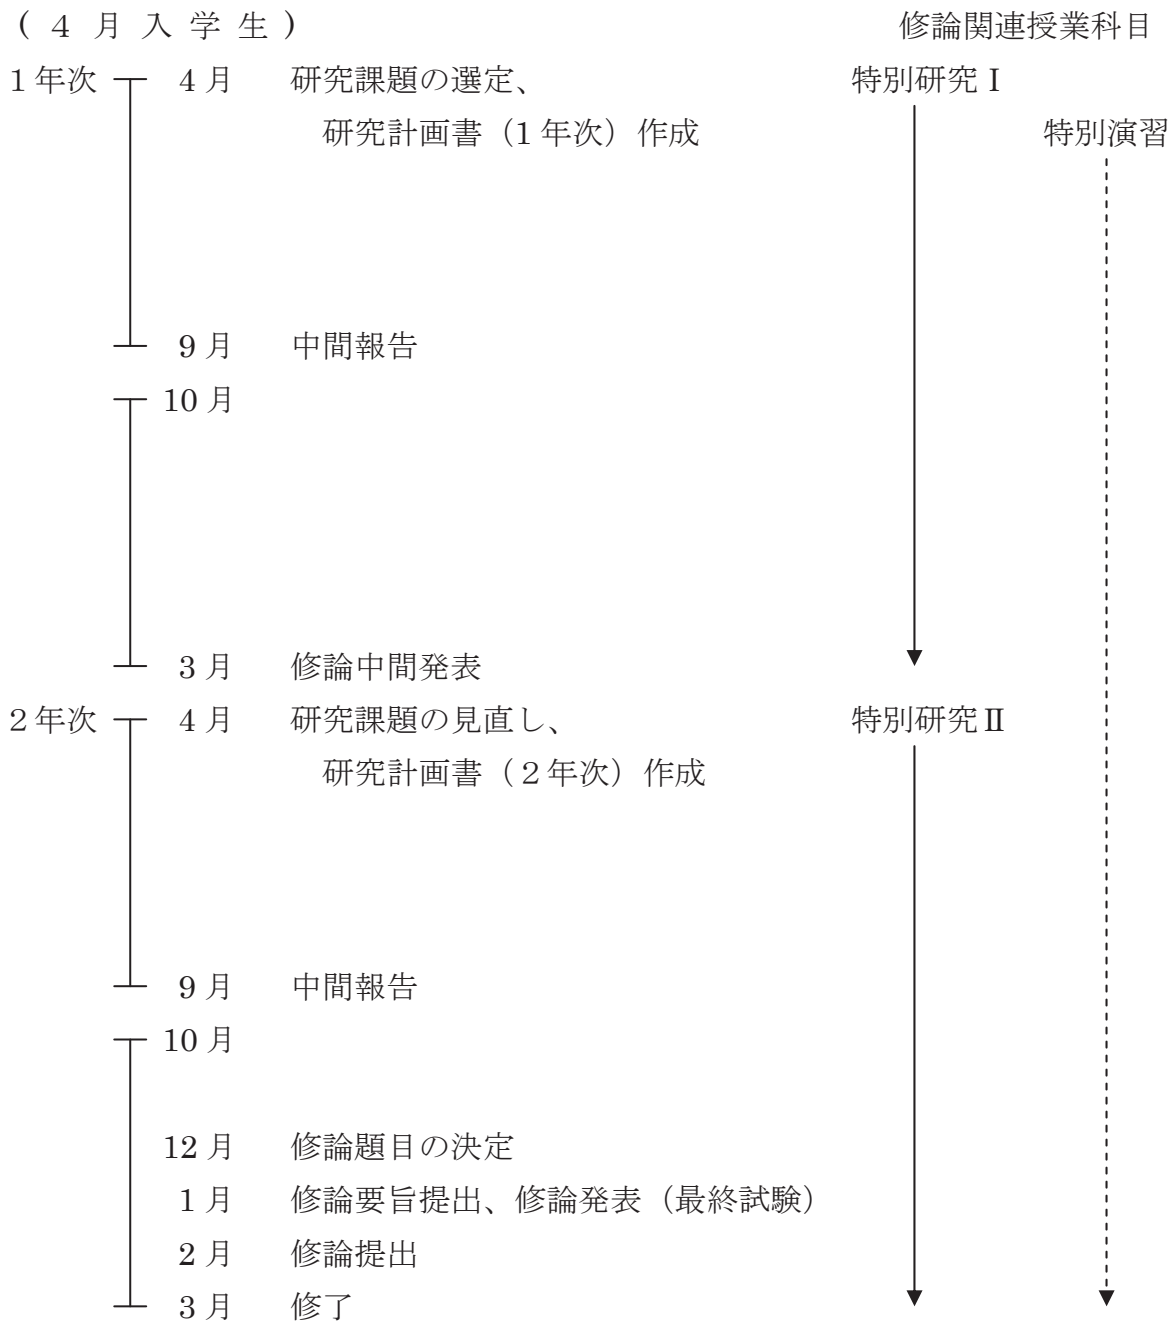 (４月入学生) 修論関連授業科目
１年次 4月 研究課題の選定、 特別研究Ⅰ
研究計画書（1年次）作成 特別演習
9月 中間報告
10月
3月 修論中間発表
２年次 4月 研究課題の見直し、 特別研究Ⅱ
研究計画書（２年次）作成
9月 中間報告
10月
12月 修論題目の決定
1月 修論要旨提出、修論発表（最終試験）
2月 修論提出
3月 修了